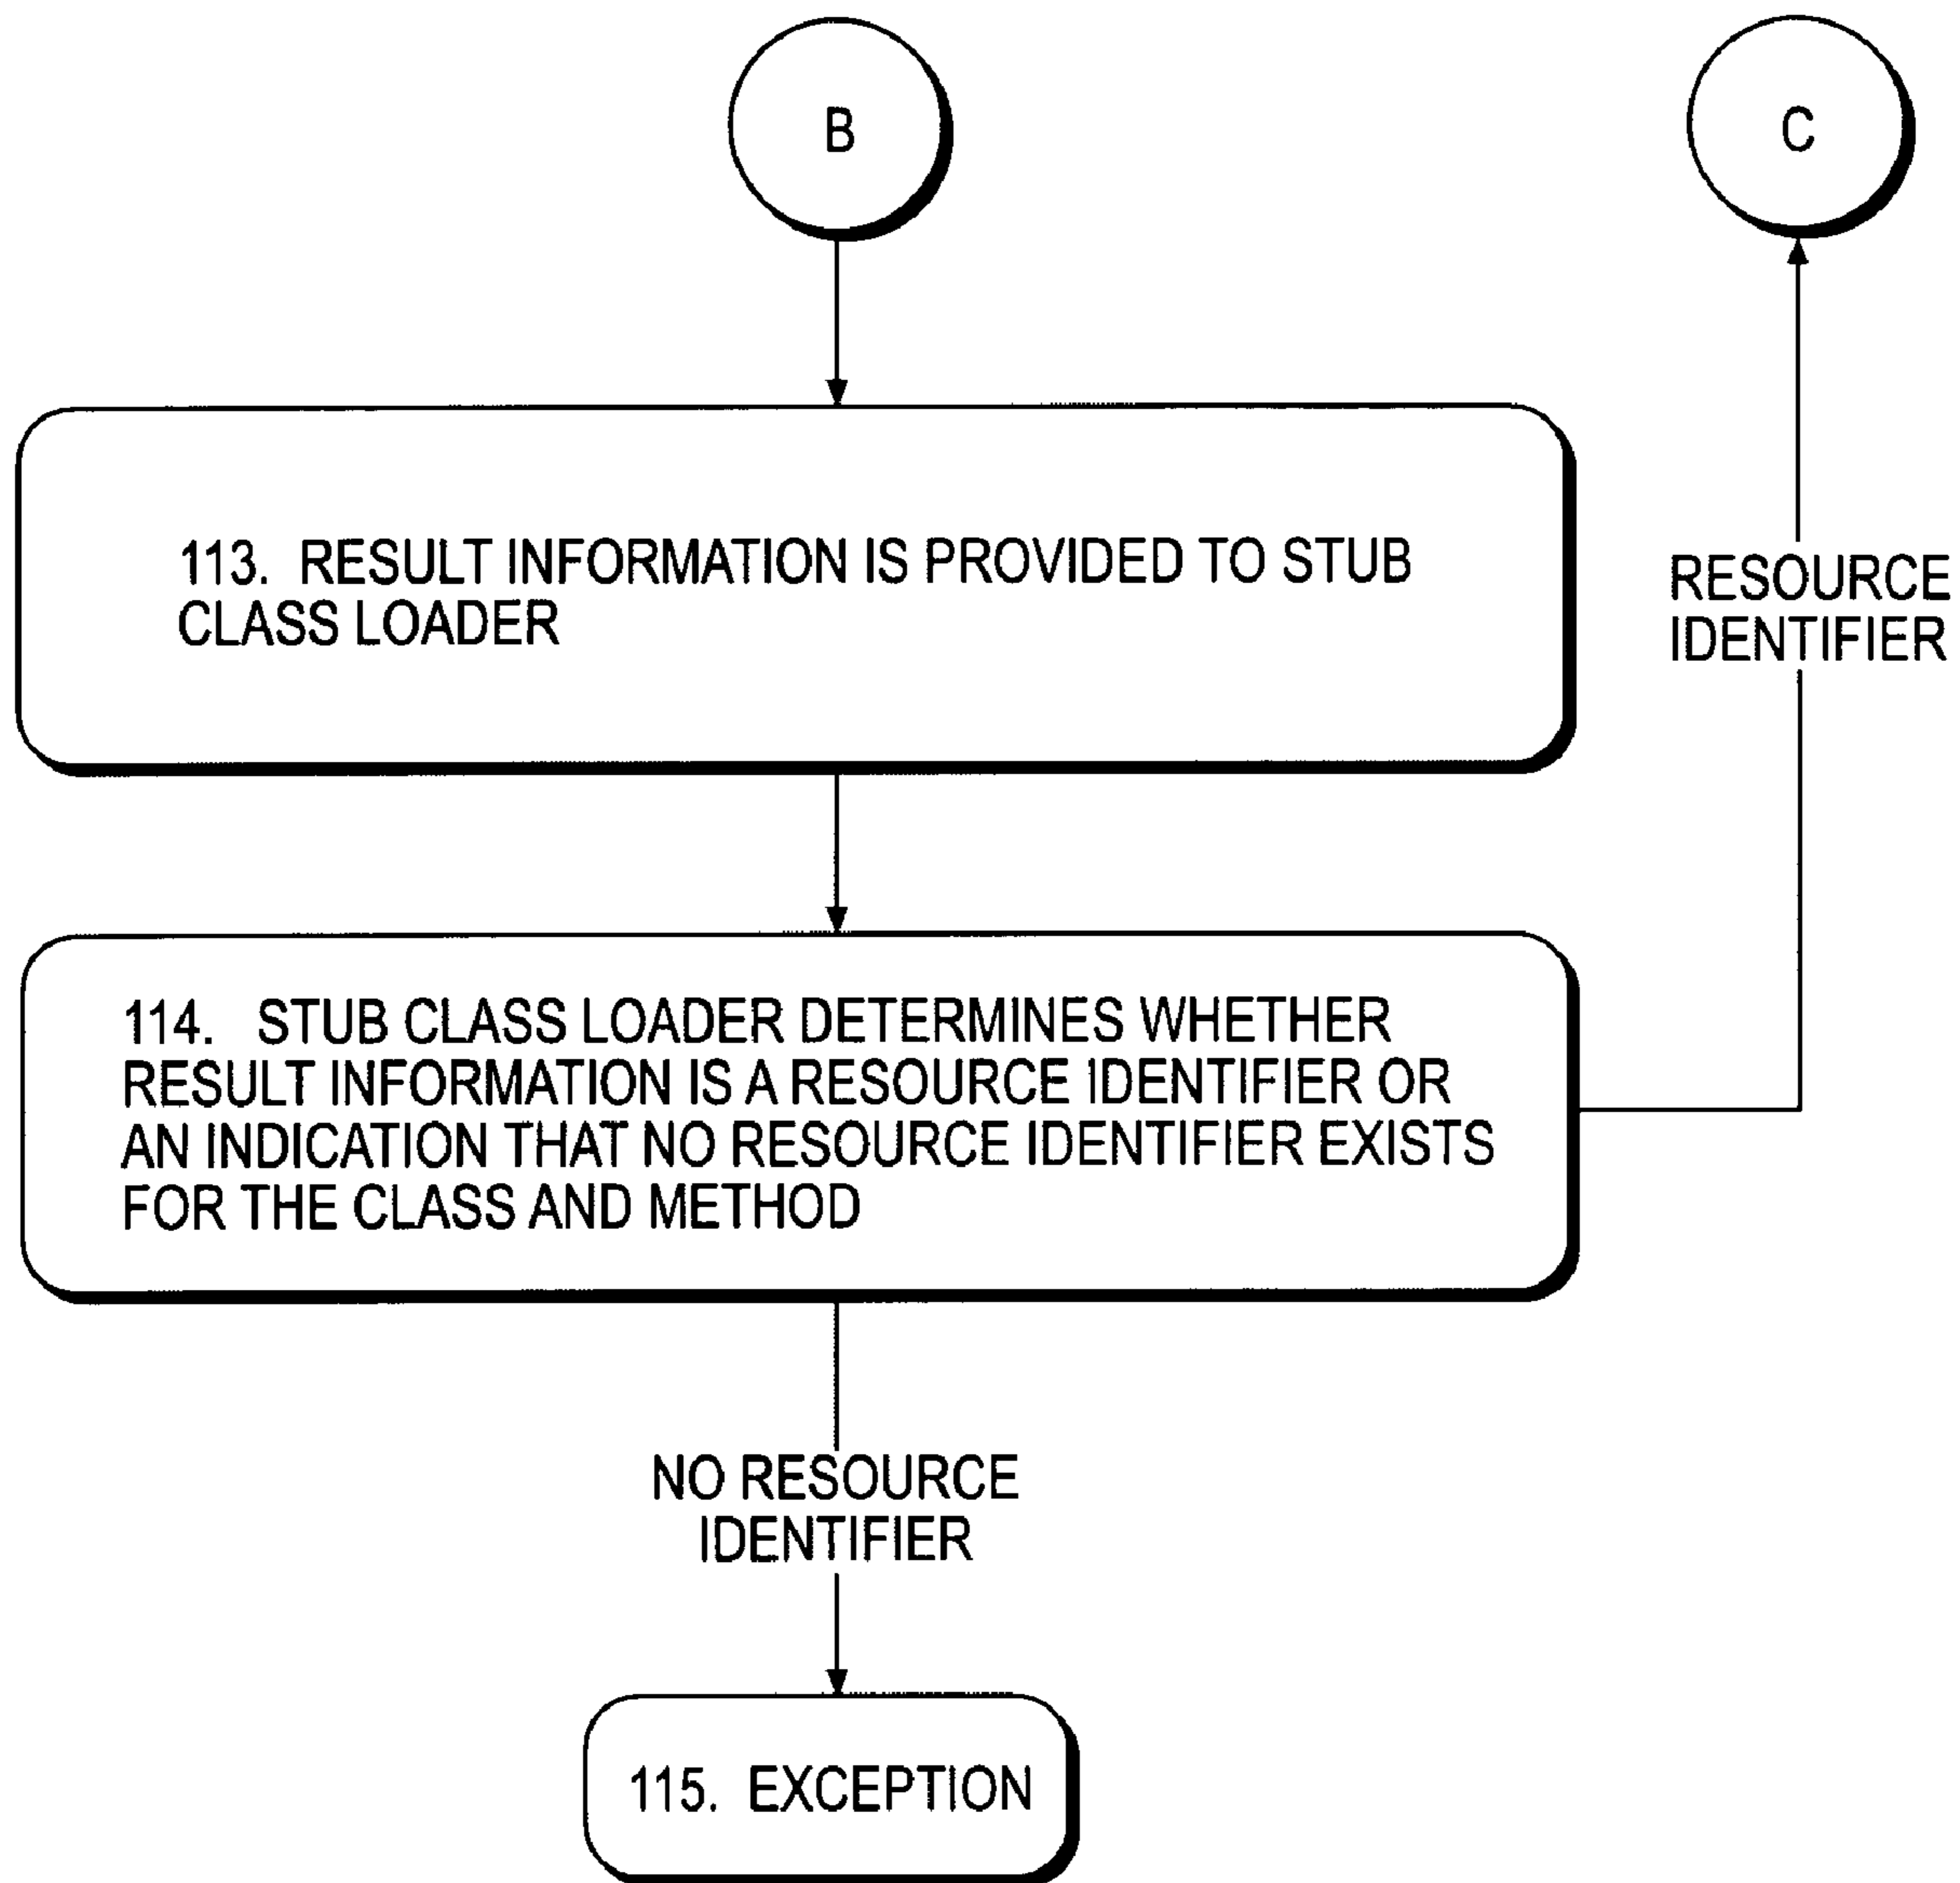 B
C
113. RESULT INFORMATION IS PROVIDED TO STUB
CLASS LOADER
RESOURCE
IDENTIFIER
114. STUB CLASS LOADER DETERMINES WHETHER
RESULT INFORMATION IS A RESOURCE IDENTIFIER OR
AN INDICATION THAT NO RESOURCE IDENTIFIER EXISTS
FOR THE CLASS AND METHOD
NO RESOURCE
IDENTIFIER
115. EXCEPTION